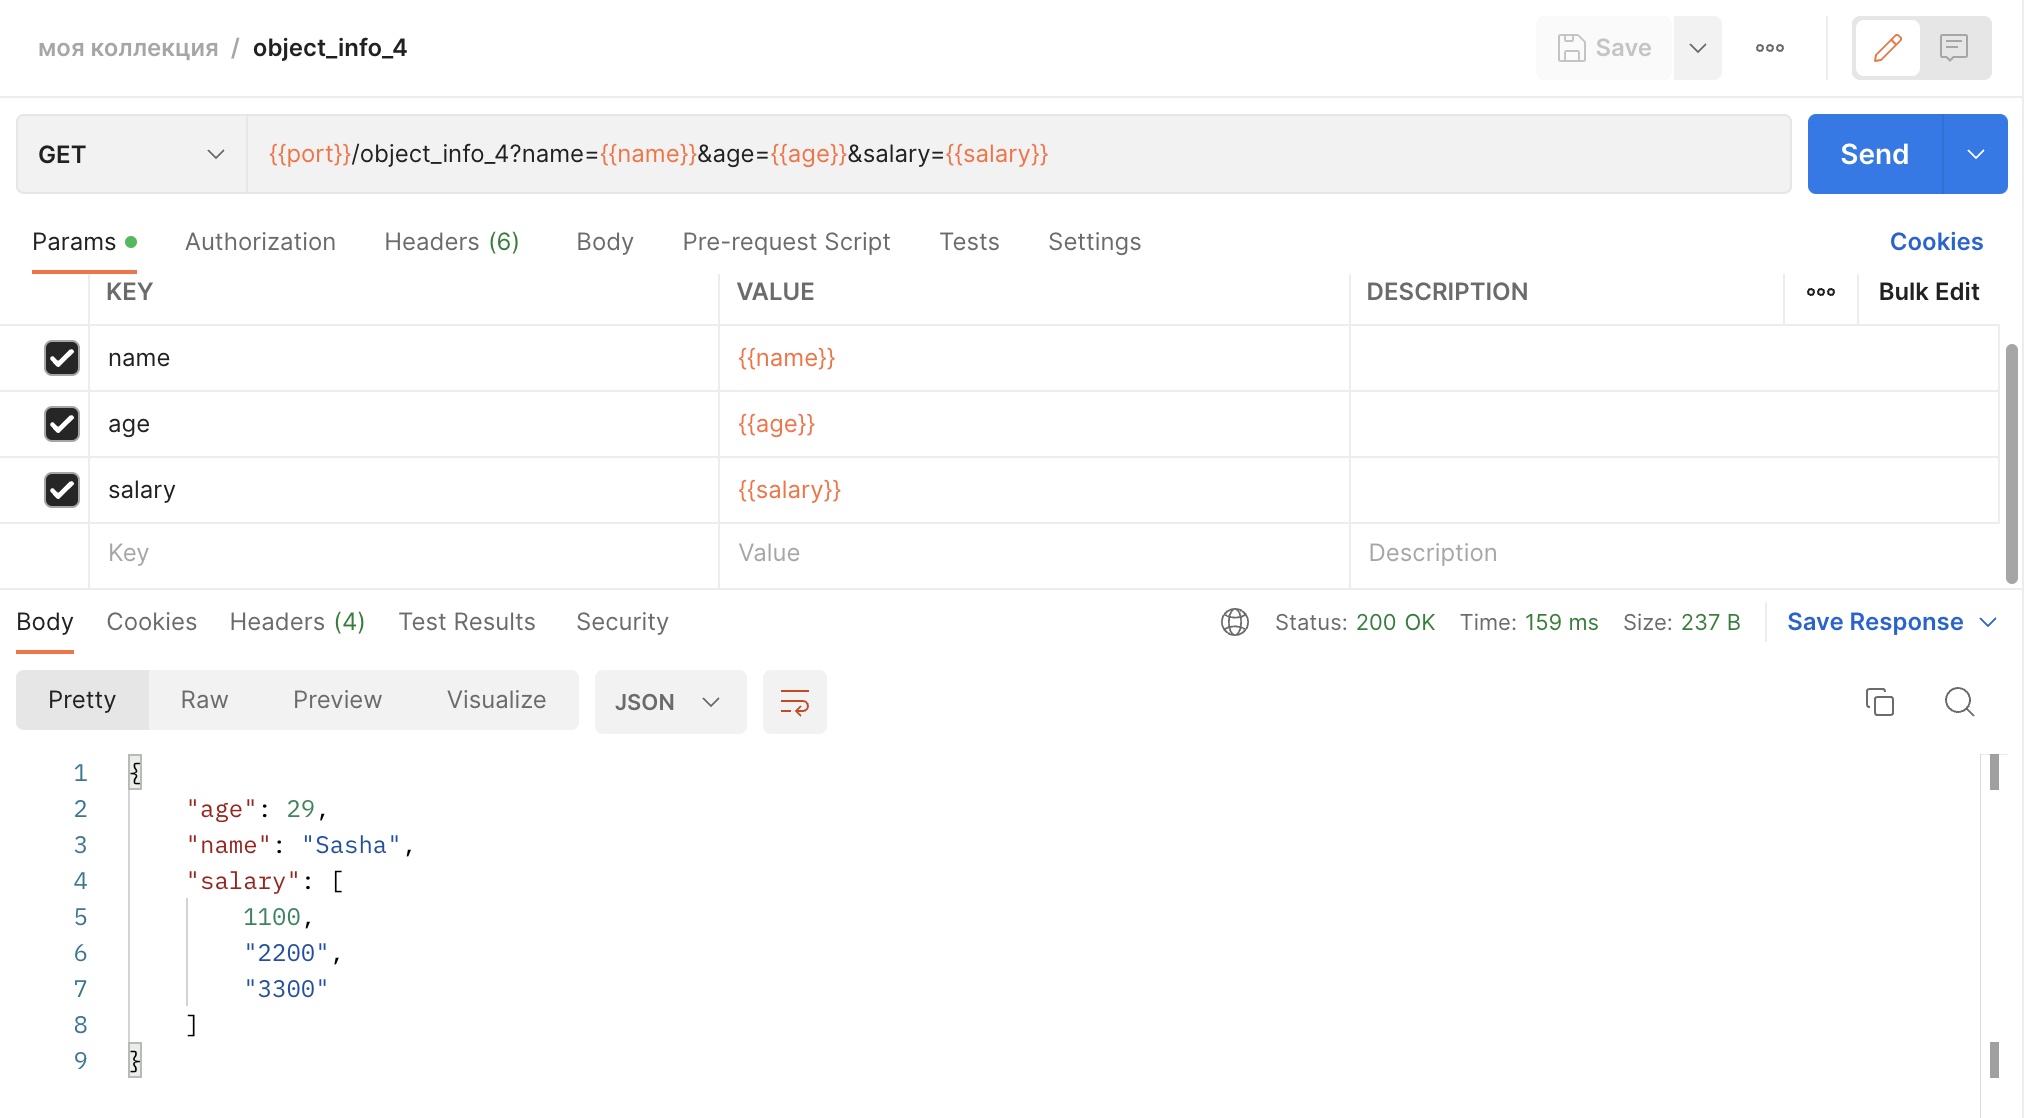 моя коллекция / object_info_4
Save
GET
{{port}}/object_info_4?name={{name}}&age={{age}}&salary={{salary}}
Send
Params Authorization Headers (6) Body Pre-request Script Tests Settings Cookies
KEY VALUE DESCRIPTION Bulk Edit
name {{name}}
age {{age}}
salary {{salary}}
Key Value Description
Body Cookies Headers (4) Test Results Security Status: 200 OK Time: 159 ms Size: 237 B Save Response
Pretty Raw Preview Visualize JSON
1 {
2 "age": 29,
3 "name": "Sasha",
4 "salary": [
5 1100,
6 "2200",
7 "3300"
8 ]
9 }